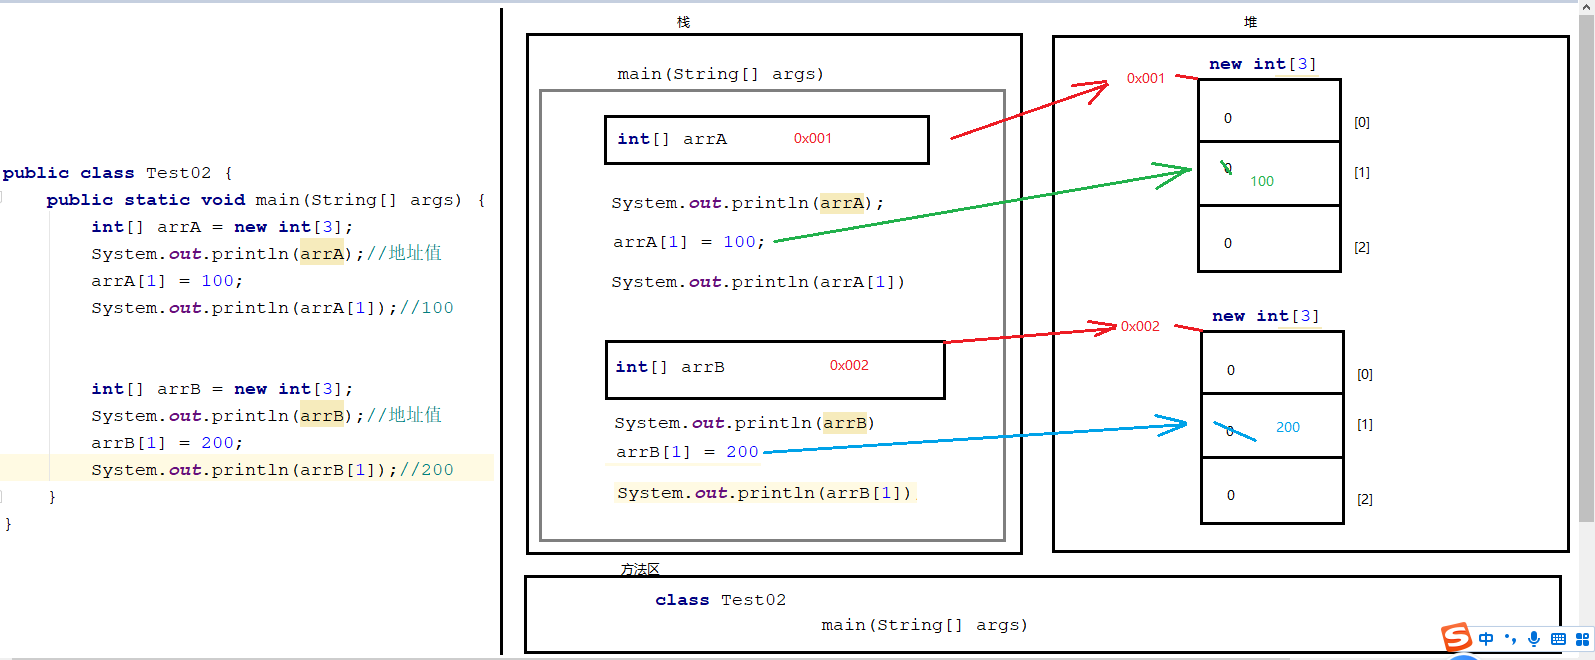 public class Test02 {
public static void main(String[] args) {
int[] arrA = new int[3];
System.out.println(arrA);//地址值
arrA[1] = 100;
System.out.println(arrA[1]);//100
int[] arrB = new int[3];
System.out.println(arrB);//地址值
arrB[1] = 200;
System.out.println(arrB[1]);//200
}
}
栈
main(String[] args)
int[] arrA 0x001
System.out.println(arrA);
arrA[1] = 100;
System.out.println(arrA[1])
int[] arrB 0x002
System.out.println(arrB)
arrB[1] = 200
System.out.println(arrB[1])
堆
new int[3]
0x001
0 [0]
0 100 [1]
0 [2]
new int[3]
0x002
0 [0]
0 200 [1]
0 [2]
方法区
class Test02
main(String[] args)
S 中